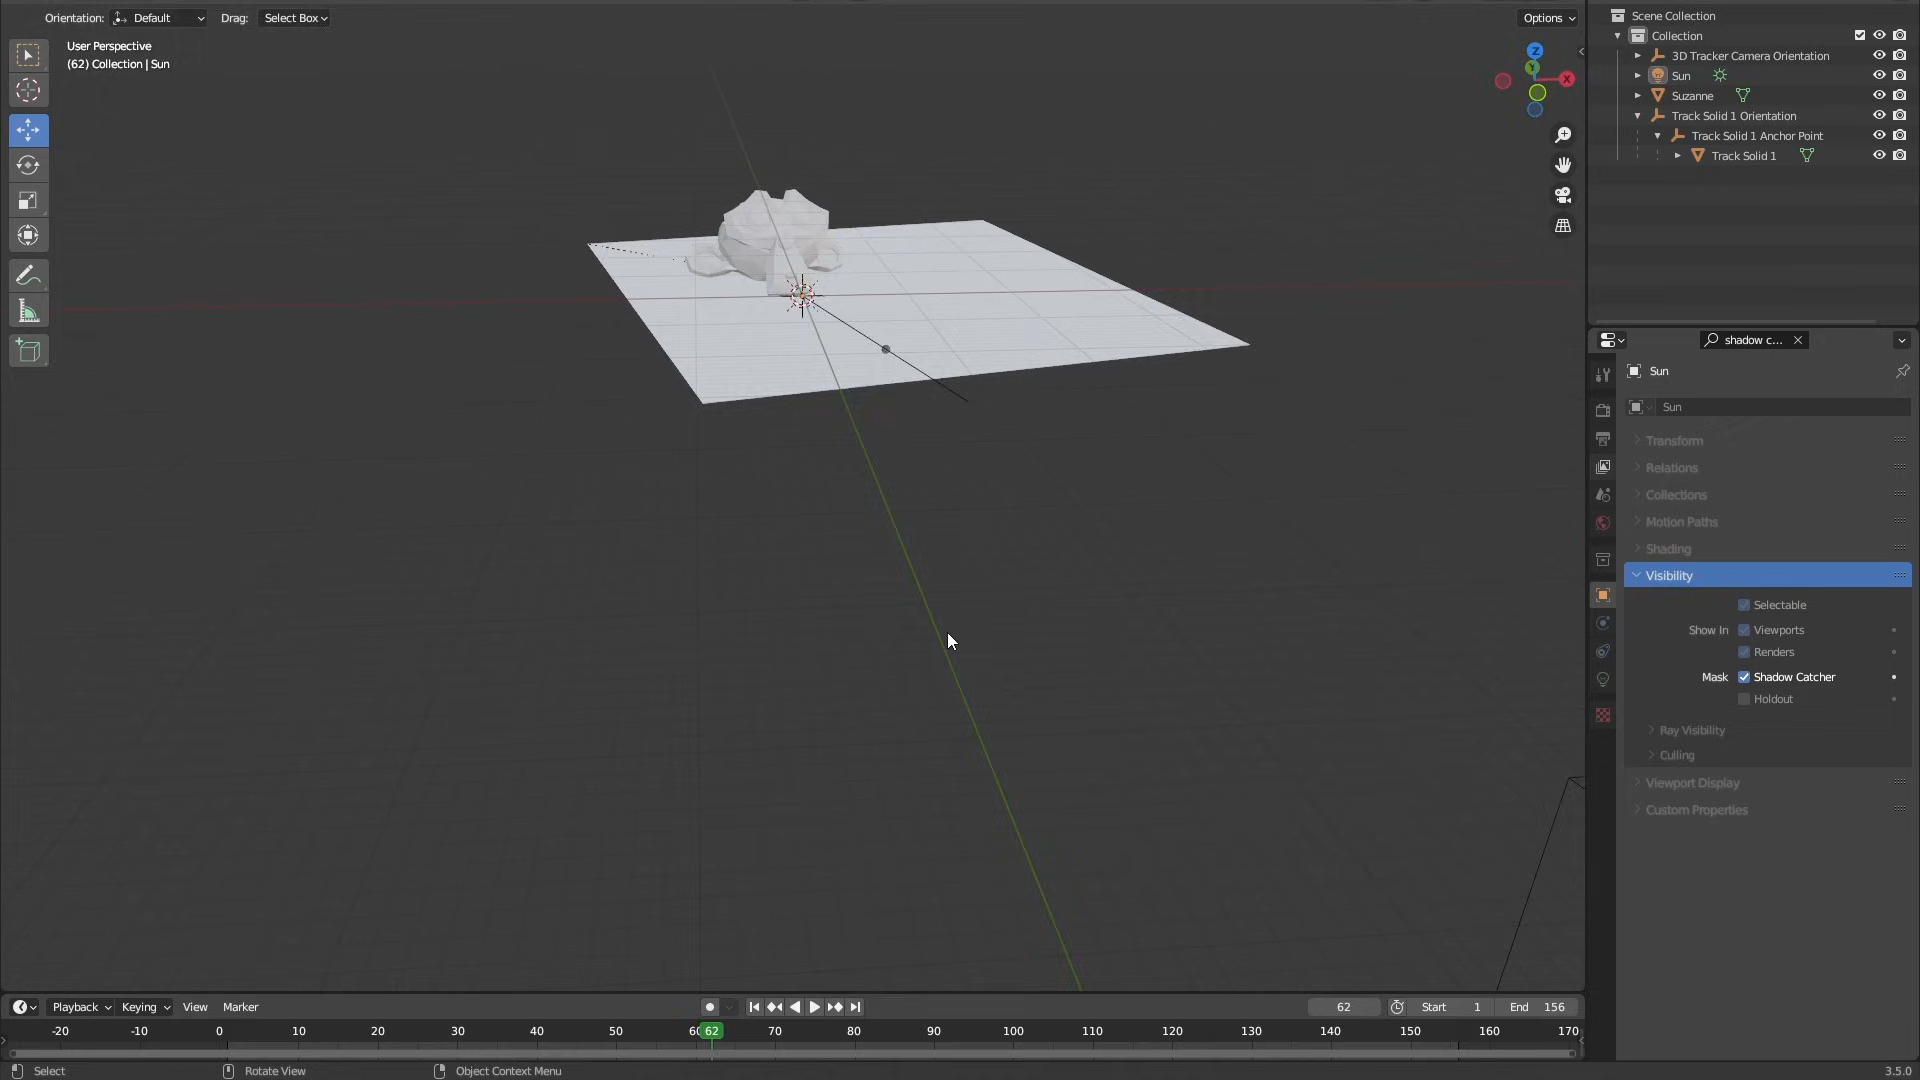 Orientation: Default Drag: Select Box Options
User Perspective
(62) Collection | Sun
Z
Y
X
Scene Collection
Collection
3D Tracker Camera Orientation
Sun
Suzanne
Track Solid 1 Orientation
Track Solid 1 Anchor Point
Track Solid 1
shadow c...
Sun
Sun
Transform
Relations
Collections
Motion Paths
Shading
Visibility
Selectable
Show In Viewports
Renders
Mask Shadow Catcher
Holdout
Ray Visibility
Culling
Viewport Display
Custom Properties
Playback Keying View Marker 62 Start 1 End 156
-20 -10 0 10 20 30 40 50 62 70 80 90 100 110 120 130 140 150 160 170
Select Rotate View Object Context Menu 3.5.0